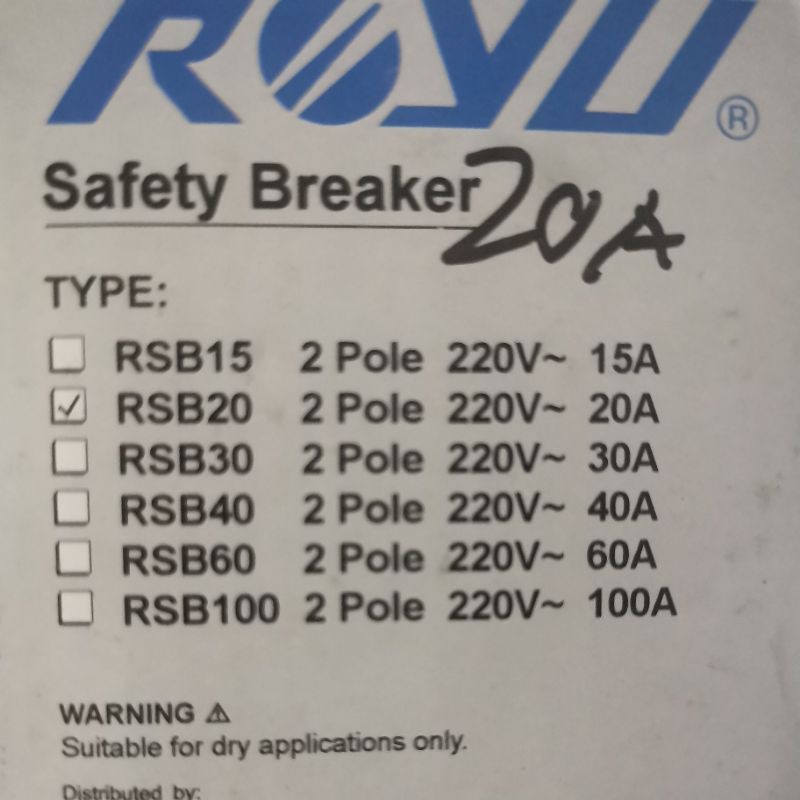 ROYU®
Safety Breaker 20A
TYPE:
RSB15 2 Pole 220V~ 15A
RSB20 2 Pole 220V~ 20A
RSB30 2 Pole 220V~ 30A
RSB40 2 Pole 220V~ 40A
RSB60 2 Pole 220V~ 60A
RSB100 2 Pole 220V~ 100A
WARNING ⚠
Suitable for dry applications only.
Distributed by: